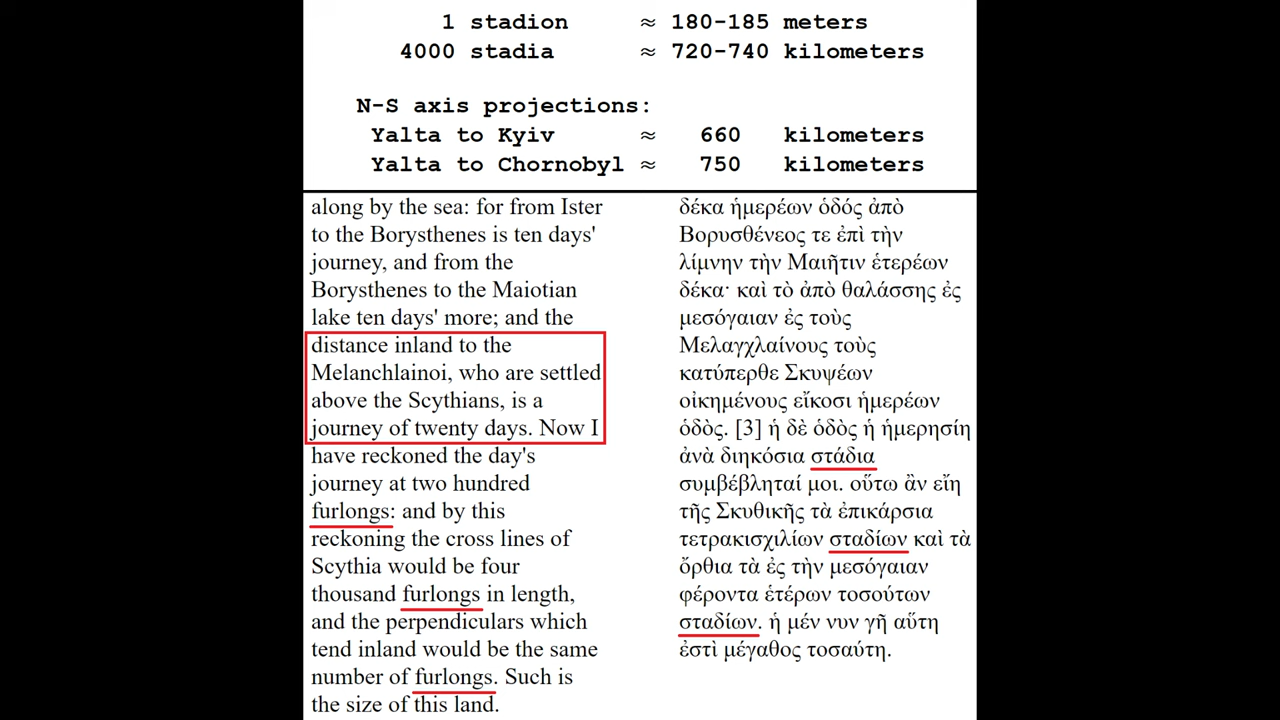 1 stadion ≈ 180-185 meters
4000 stadia ≈ 720-740 kilometers
N-S axis projections:
Yalta to Kyiv ≈ 660 kilometers
Yalta to Chornobyl ≈ 750 kilometers
along by the sea: for from Ister
to the Borysthenes is ten days'
journey, and from the
Borysthenes to the Maiotian
lake ten days' more; and the
distance inland to the
Melanchlainoi, who are settled
above the Scythians, is a
journey of twenty days. Now I
have reckoned the day's
journey at two hundred
furlongs: and by this
reckoning the cross lines of
Scythia would be four
thousand furlongs in length,
and the perpendiculars which
tend inland would be the same
number of furlongs. Such is
the size of this land.
δέκα ἡμερέων ὁδός ἀπὸ
Βορυσθένεος τε ἐπὶ τὴν
λίμνην τὴν Μαιῆτιν ἑτερέων
δέκα· καὶ τὸ ἀπὸ θαλάσσης ἐς
μεσόγαιαν ἐς τοὺς
Μελαγχλαίνους τοὺς
κατύπερθε Σκυψέων
οἰκημένους εἴκοσι ἡμερέων
ὁδὸς. [3] ἡ δὲ ὁδὸς ἡ ἡμερησίη
ἀνὰ διηκόσια στάδια
συμβέβληταί μοι. οὕτω ἂν εἴη
τῆς Σκυθικῆς τὰ ἐπικάρσια
τετρακισχιλίων σταδίων καὶ τὰ
ὄρθια τὰ ἐς τὴν μεσόγαιαν
φέροντα ἑτέρων τοσούτων
σταδίων. ἡ μέν νυν γῆ αὕτη
ἐστὶ μέγαθος τοσαύτη.